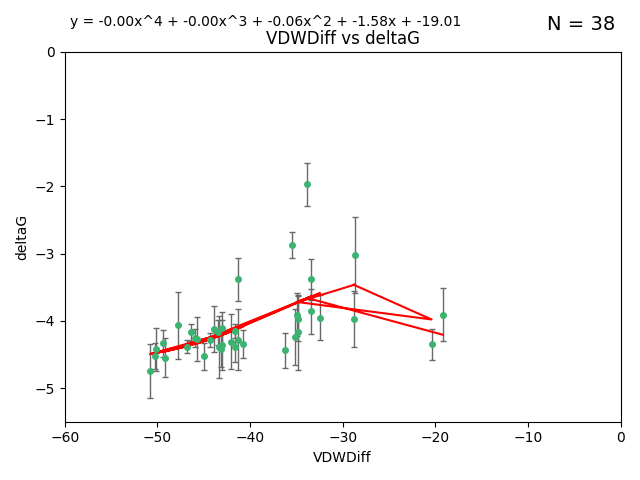 y = -0.00x^4 + -0.00x^3 + -0.06x^2 + -1.58x + -19.01
N = 38
VDWDiff vs deltaG
0
−1
−2
−3
−4
−5
deltaG
−60 −50 −40 −30 −20 −10 0
VDWDiff